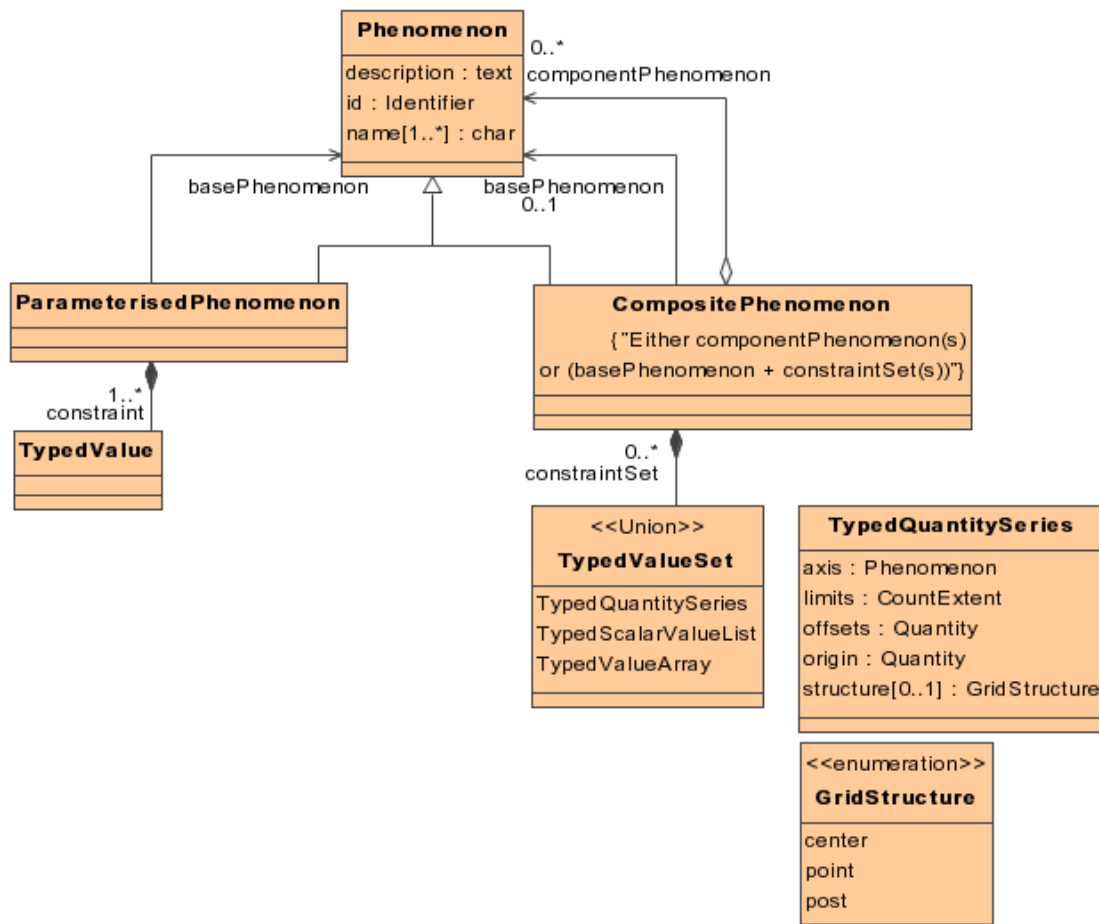 Phenomenon
description : text
id : Identifier
name[1..*] : char
0..*
componentPhenomenon
basePhenomenon
basePhenomenon
0..1
ParameterisedPhenomenon
CompositePhenomenon
{"Either componentPhenomenon(s)
or (basePhenomenon + constraintSet(s))"}
1..*
constraint
TypedValue
0..*
constraintSet
<<Union>>
TypedValueSet
TypedQuantitySeries
TypedScalarValueList
TypedValueArray
TypedQuantitySeries
axis : Phenomenon
limits : CountExtent
offsets : Quantity
origin : Quantity
structure[0..1] : GridStructure
<<enumeration>>
GridStructure
center
point
post